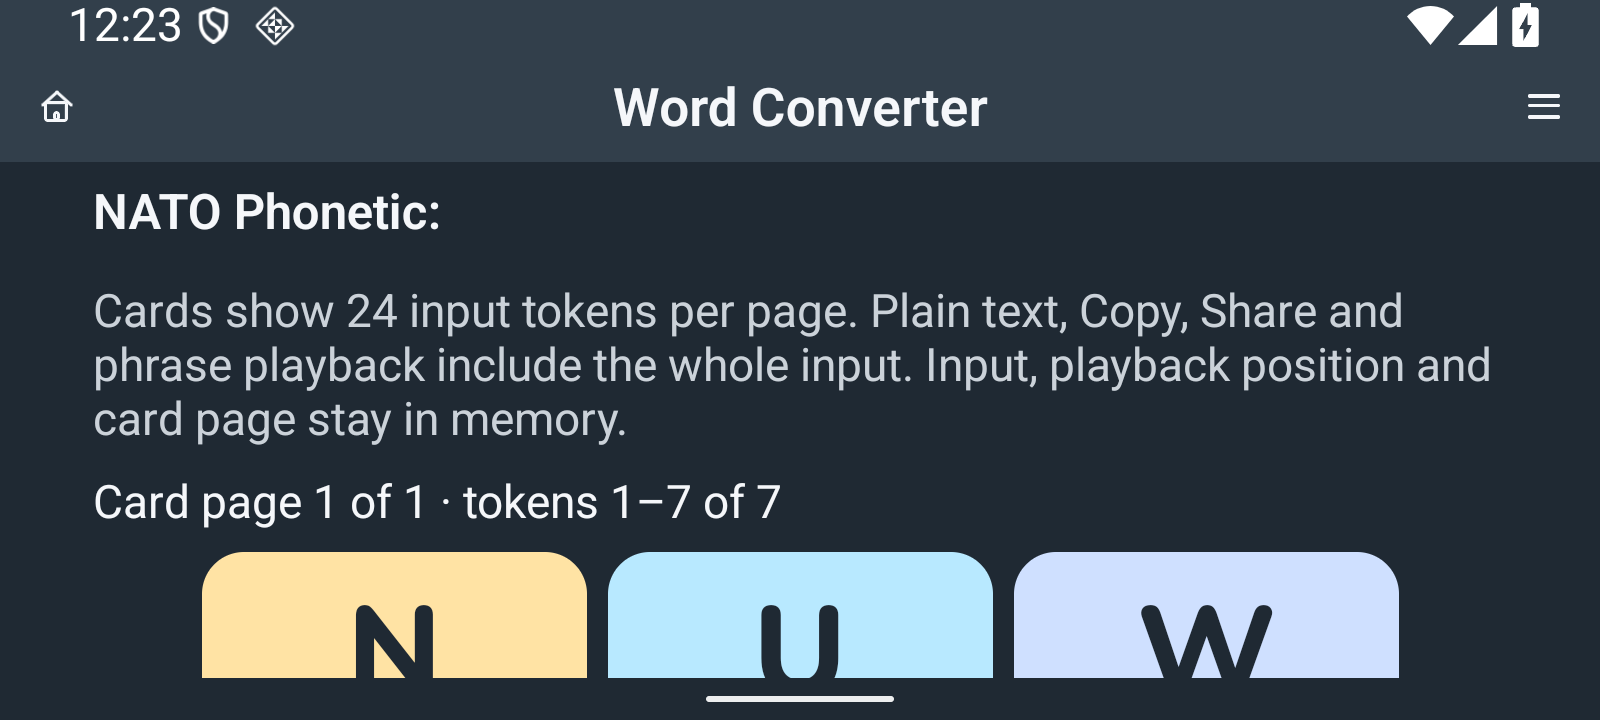 12:23
Word Converter
NATO Phonetic:
Cards show 24 input tokens per page. Plain text, Copy, Share and
phrase playback include the whole input. Input, playback position and
card page stay in memory.
Card page 1 of 1 · tokens 1–7 of 7
N U W